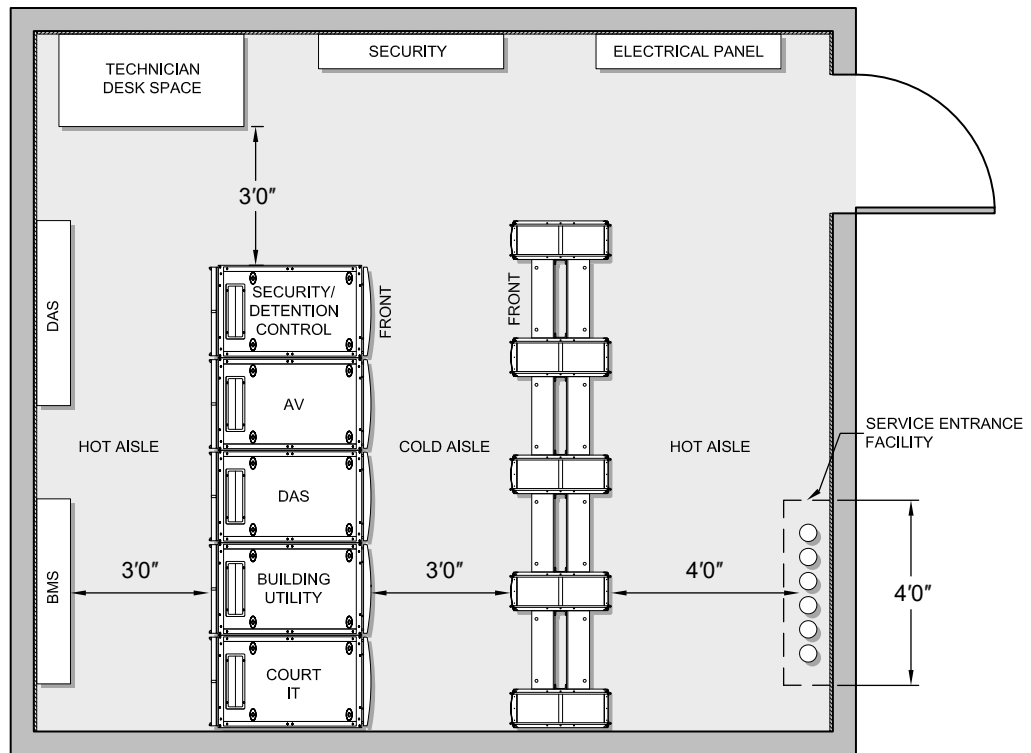 TECHNICIAN
DESK SPACE
SECURITY
ELECTRICAL PANEL
3'0"
DAS
SECURITY/
DETENTION
CONTROL
FRONT
FRONT
AV
HOT AISLE
COLD AISLE
HOT AISLE
SERVICE ENTRANCE
FACILITY
DAS
BMS
3'0"
BUILDING
UTILITY
3'0"
4'0"
4'0"
COURT
IT